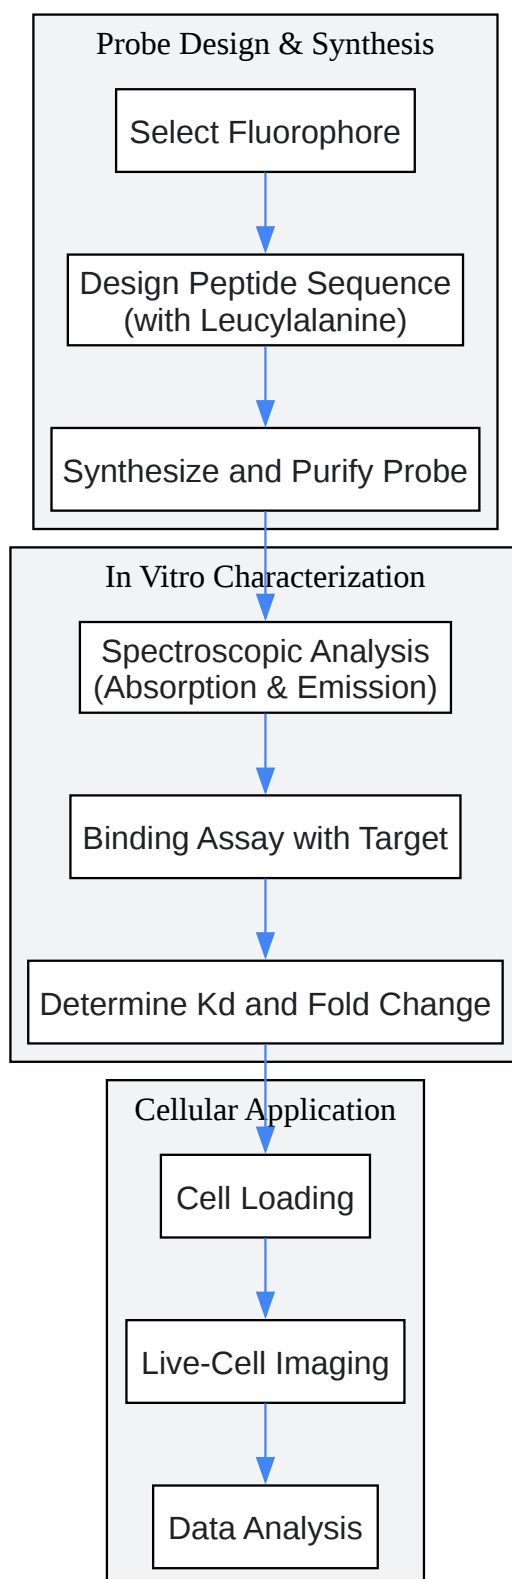 Probe Design & Synthesis
Select Fluorophore
Design Peptide Sequence
(with Leucylalanine)
Synthesize and Purify Probe
In Vitro Characterization
Spectroscopic Analysis
(Absorption & Emission)
Binding Assay with Target
Determine Kd and Fold Change
Cellular Application
Cell Loading
Live-Cell Imaging
Data Analysis